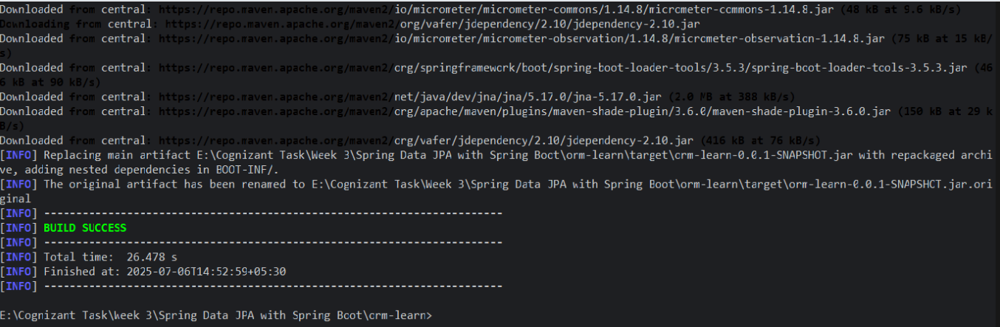 Downloaded from central: https://repo.maven.apache.org/maven2/io/micrometer/micrometer-commons/1.14.8/micrometer-commons-1.14.8.jar (48 kB at 9.6 kB/s)
Downloading from central: https://repo.maven.apache.org/maven2/org/vafer/jdependency/2.10/jdependency-2.10.jar
Downloaded from central: https://repo.maven.apache.org/maven2/io/micrometer/micrometer-observation/1.14.8/micrometer-observation-1.14.8.jar (75 kB at 15 kB/
s)
Downloaded from central: https://repo.maven.apache.org/maven2/org/springframework/boot/spring-boot-loader-tools/3.5.3/spring-boot-loader-tools-3.5.3.jar (46
6 kB at 90 kB/s)
Downloaded from central: https://repo.maven.apache.org/maven2/net/java/dev/jna/jna/5.17.0/jna-5.17.0.jar (2.0 MB at 388 kB/s)
Downloaded from central: https://repo.maven.apache.org/maven2/org/apache/maven/plugins/maven-shade-plugin/3.6.0/maven-shade-plugin-3.6.0.jar (150 kB at 29 k
B/s)
Downloaded from central: https://repo.maven.apache.org/maven2/org/vafer/jdependency/2.10/jdependency-2.10.jar (416 kB at 76 kB/s)
[INFO] Replacing main artifact E:\Cognizant Task\Week 3\Spring Data JPA with Spring Boot\orm-learn\target\orm-learn-0.0.1-SNAPSHOT.jar with repackaged archi
ve, adding nested dependencies in BOOT-INF/.
[INFO] The original artifact has been renamed to E:\Cognizant Task\Week 3\Spring Data JPA with Spring Boot\orm-learn\target\orm-learn-0.0.1-SNAPSHOT.jar.ori
ginal
[INFO] ------------------------------------------------------------------------
[INFO] BUILD SUCCESS
[INFO] ------------------------------------------------------------------------
[INFO] Total time:  26.478 s
[INFO] Finished at: 2025-07-06T14:52:59+05:30
[INFO] ------------------------------------------------------------------------
E:\Cognizant Task\Week 3\Spring Data JPA with Spring Boot\orm-learn>